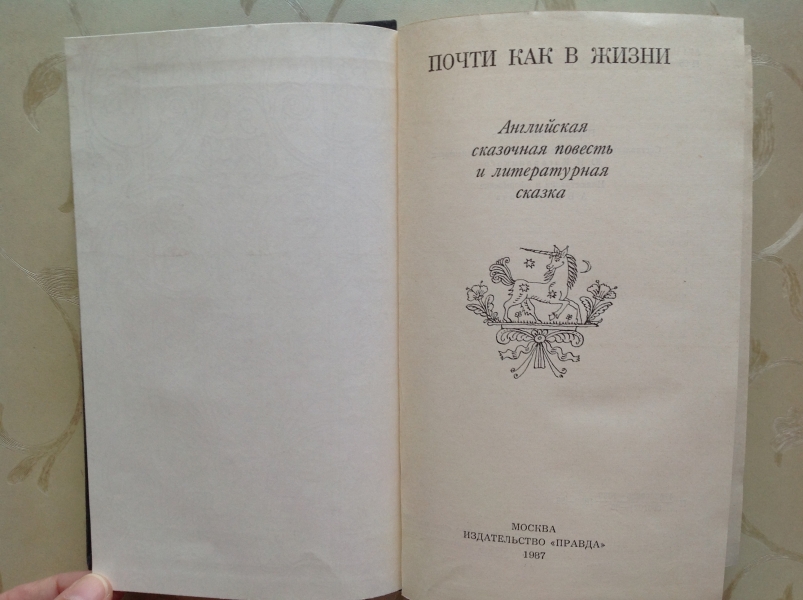 ПОЧТИ КАК В ЖИЗНИ
Английская
сказочная повесть
и литературная
сказка
МОСКВА
ИЗДАТЕЛЬСТВО «ПРАВДА»
1987